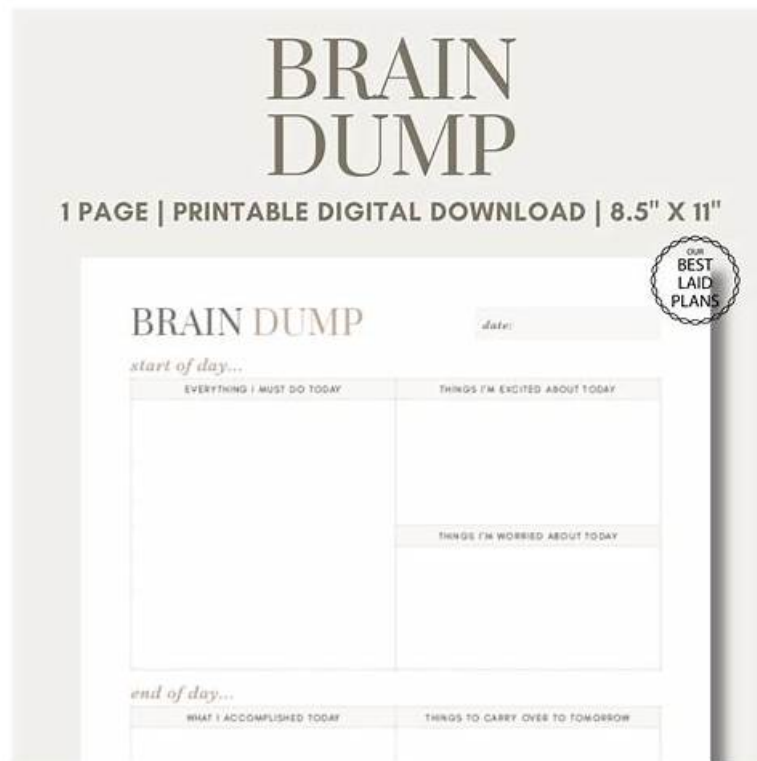 BRAIN
DUMP
1 PAGE | PRINTABLE DIGITAL DOWNLOAD | 8.5" X 11"
OUR
BEST
LAID
PLANS
BRAIN DUMP
date:
start of day...
EVERYTHING I MUST DO TODAY
THINGS I'M EXCITED ABOUT TODAY
THINGS I'M WORRIED ABOUT TODAY
end of day...
WHAT I ACCOMPLISHED TODAY
THINGS TO CARRY OVER TO TOMORROW